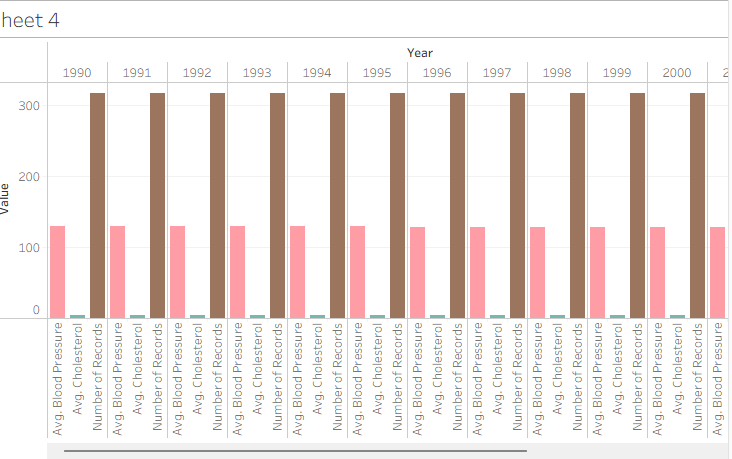 heet 4
Year
1990 1991 1992 1993 1994 1995 1996 1997 1998 1999 2000 2
300
200
100
0
Value
Avg. Blood Pressure
Avg. Cholesterol
Number of Records
Avg. Blood Pressure
Avg. Cholesterol
Number of Records
Avg. Blood Pressure
Avg. Cholesterol
Number of Records
Avg. Blood Pressure
Avg. Cholesterol
Number of Records
Avg. Blood Pressure
Avg. Cholesterol
Number of Records
Avg. Blood Pressure
Avg. Cholesterol
Number of Records
Avg. Blood Pressure
Avg. Cholesterol
Number of Records
Avg. Blood Pressure
Avg. Cholesterol
Number of Records
Avg. Blood Pressure
Avg. Cholesterol
Number of Records
Avg. Blood Pressure
Avg. Cholesterol
Number of Records
Avg. Blood Pressure
Avg. Cholesterol
Number of Records
Avg. Blood Pressure